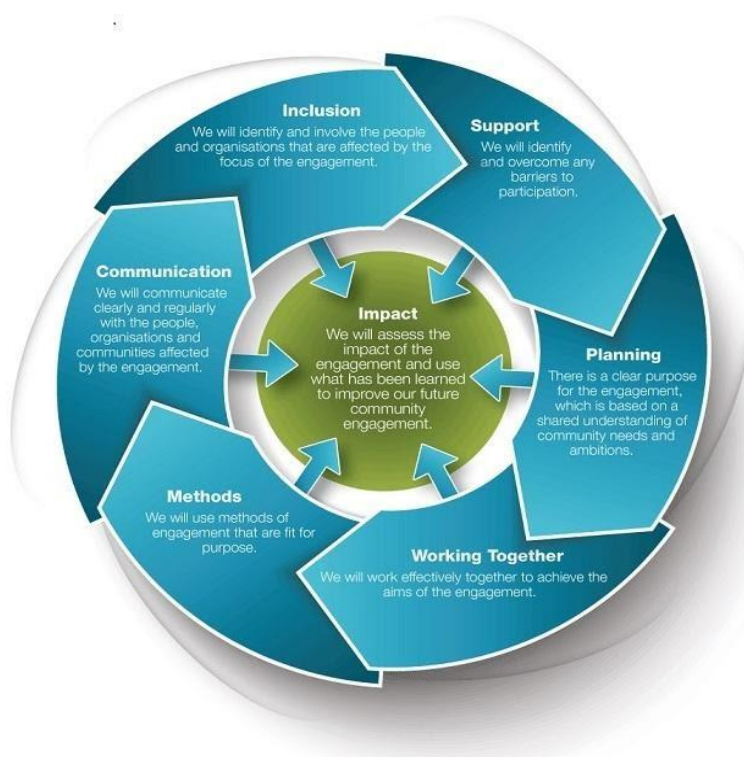 Inclusion
We will identify and involve the people
and organisations that are affected by the
focus of the engagement.
Support
We will identify
and overcome any
barriers to
participation.
Planning
There is a clear purpose
for the engagement,
which is based on a
shared understanding of
community needs and
ambitions.
Working Together
We will work effectively together to achieve the
aims of the engagement.
Methods
We will use methods of
engagement that are fit for
purpose.
Communication
We will communicate
clearly and regularly
with the people,
organisations and
communities affected
by the engagement.
Impact
We will assess the
impact of the
engagement and use
what has been learned
to improve our future
community
engagement.